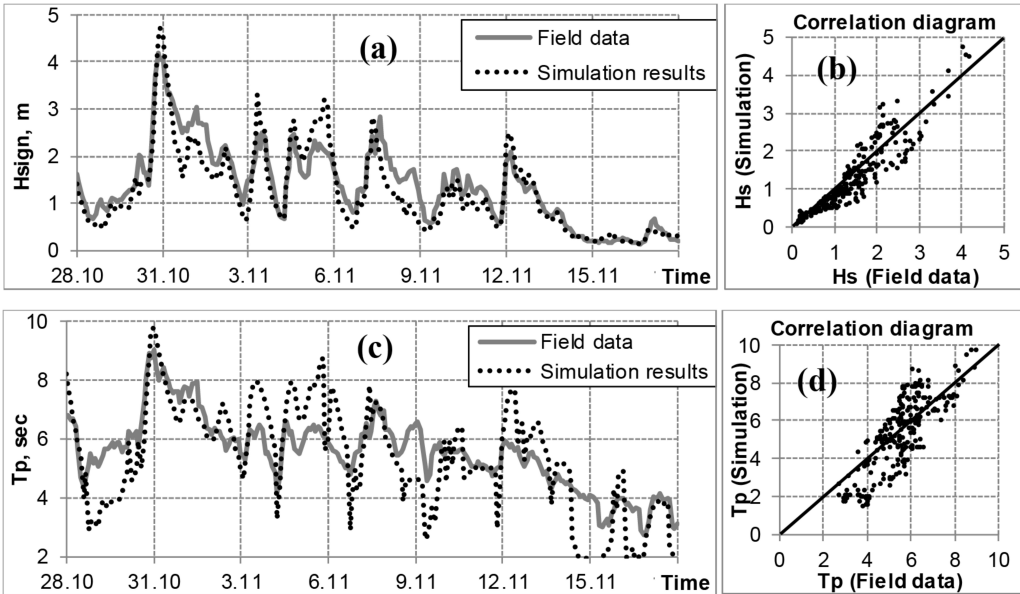 (a)
Field data
Simulation results
Hsign, m
5
4
3
2
1
0
28.10 31.10 3.11 6.11 9.11 12.11 15.11 Time
Correlation diagram
(b)
Hs (Simulation)
5
4
3
2
1
0
0 1 2 3 4 5
Hs (Field data)
(c)
Field data
Simulation results
Tp, sec
10
8
6
4
2
28.10 31.10 3.11 6.11 9.11 12.11 15.11 Time
Correlation diagram
(d)
Tp (Simulation)
10
8
6
4
2
0
0 2 4 6 8 10
Tp (Field data)